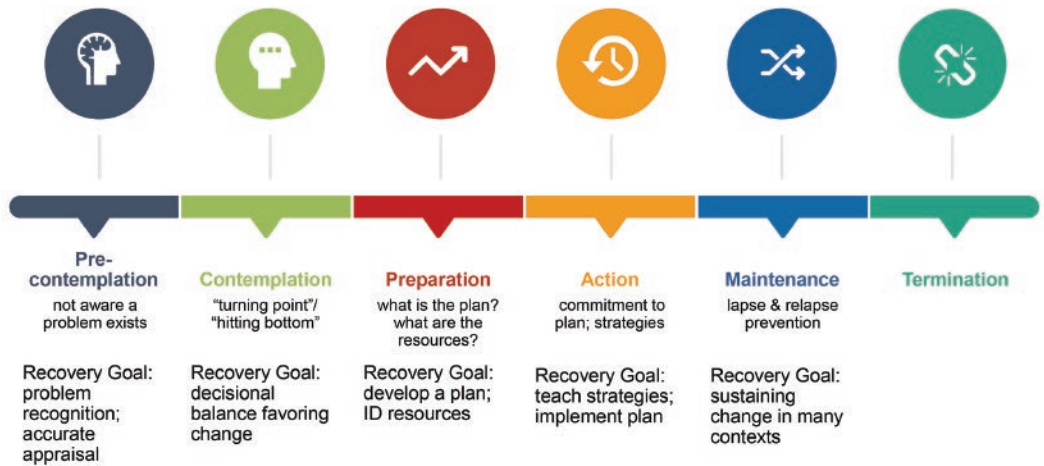 Pre-
contemplation
not aware a
problem exists
Recovery Goal:
problem
recognition;
accurate
appraisal
Contemplation
“turning point”/
“hitting bottom”
Recovery Goal:
decisional
balance favoring
change
Preparation
what is the plan?
what are the
resources?
Recovery Goal:
develop a plan;
ID resources
Action
commitment to
plan; strategies
Recovery Goal:
teach strategies;
implement plan
Maintenance
lapse & relapse
prevention
Recovery Goal:
sustaining
change in many
contexts
Termination